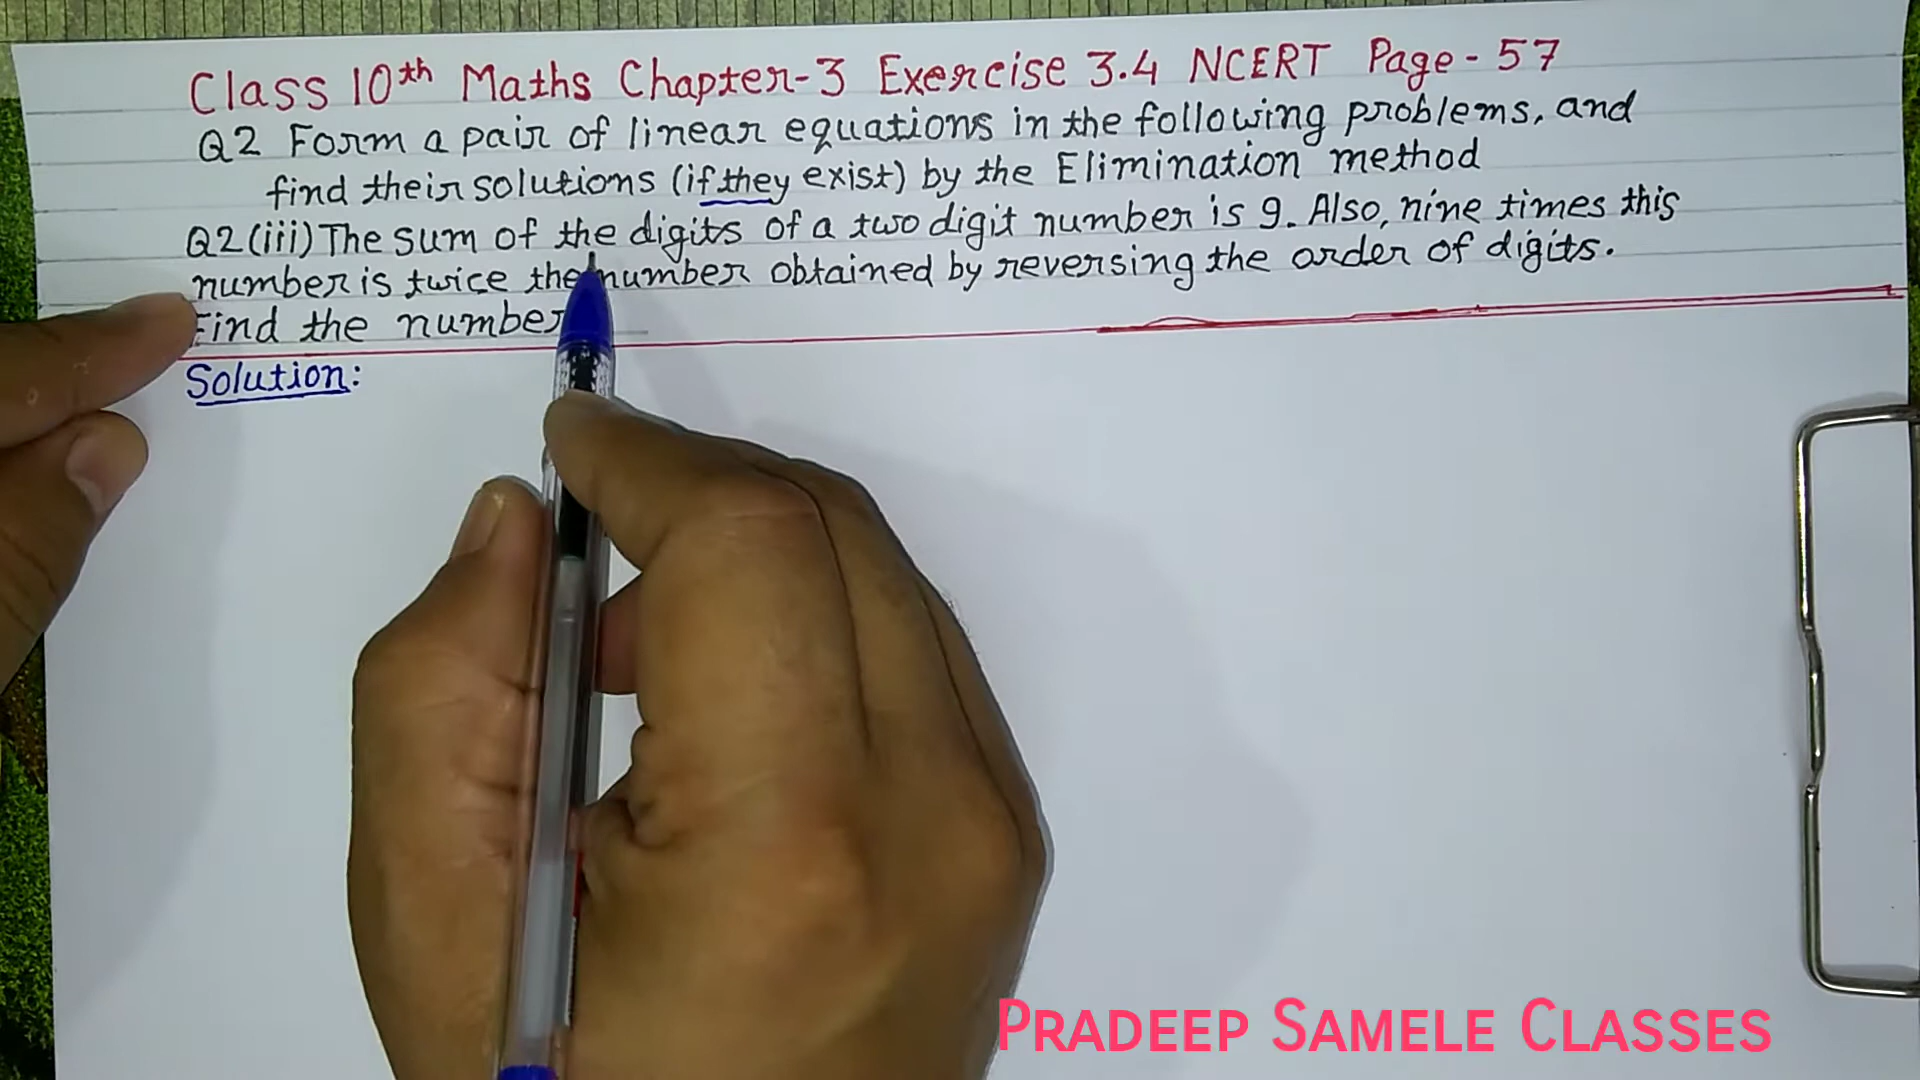 Class 10th Maths Chapter-3 Exercise 3.4 NCERT Page-57
Q2 Form a pair of linear equations in the following problems, and
find their solutions (if they exist) by the Elimination method
Q2(iii) The sum of the digits of a two digit number is 9. Also, nine times this
number is twice the number obtained by reversing the order of digits.
Find the number
Solution:
PRADEEP SAMELE CLASSES